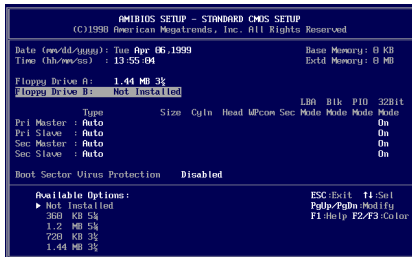 AMIBIOS SETUP - STANDARD CMOS SETUP
(C)1998 American Megatrends, Inc. All Rights Reserved
Date (mm/dd/yyyy): Tue Apr 06,1999 Base Memory: 0 KB
Time (hh/mm/ss) : 13:55:04 Extd Memory: 0 MB
Floppy Drive A: 1.44 MB 3½
Floppy Drive B: Not Installed
LBA Blk PIO 32Bit
Type Size Cyln Head WPcom Sec Mode Mode Mode Mode
Pri Master : Auto On
Pri Slave : Auto On
Sec Master : Auto On
Sec Slave : Auto On
Boot Sector Virus Protection Disabled
Available Options: ESC:Exit ↑↓:Sel
▶ Not Installed PgUp/PgDn:Modify
360 KB 5¼ F1:Help F2/F3:Color
1.2 MB 5¼
720 KB 3½
1.44 MB 3½